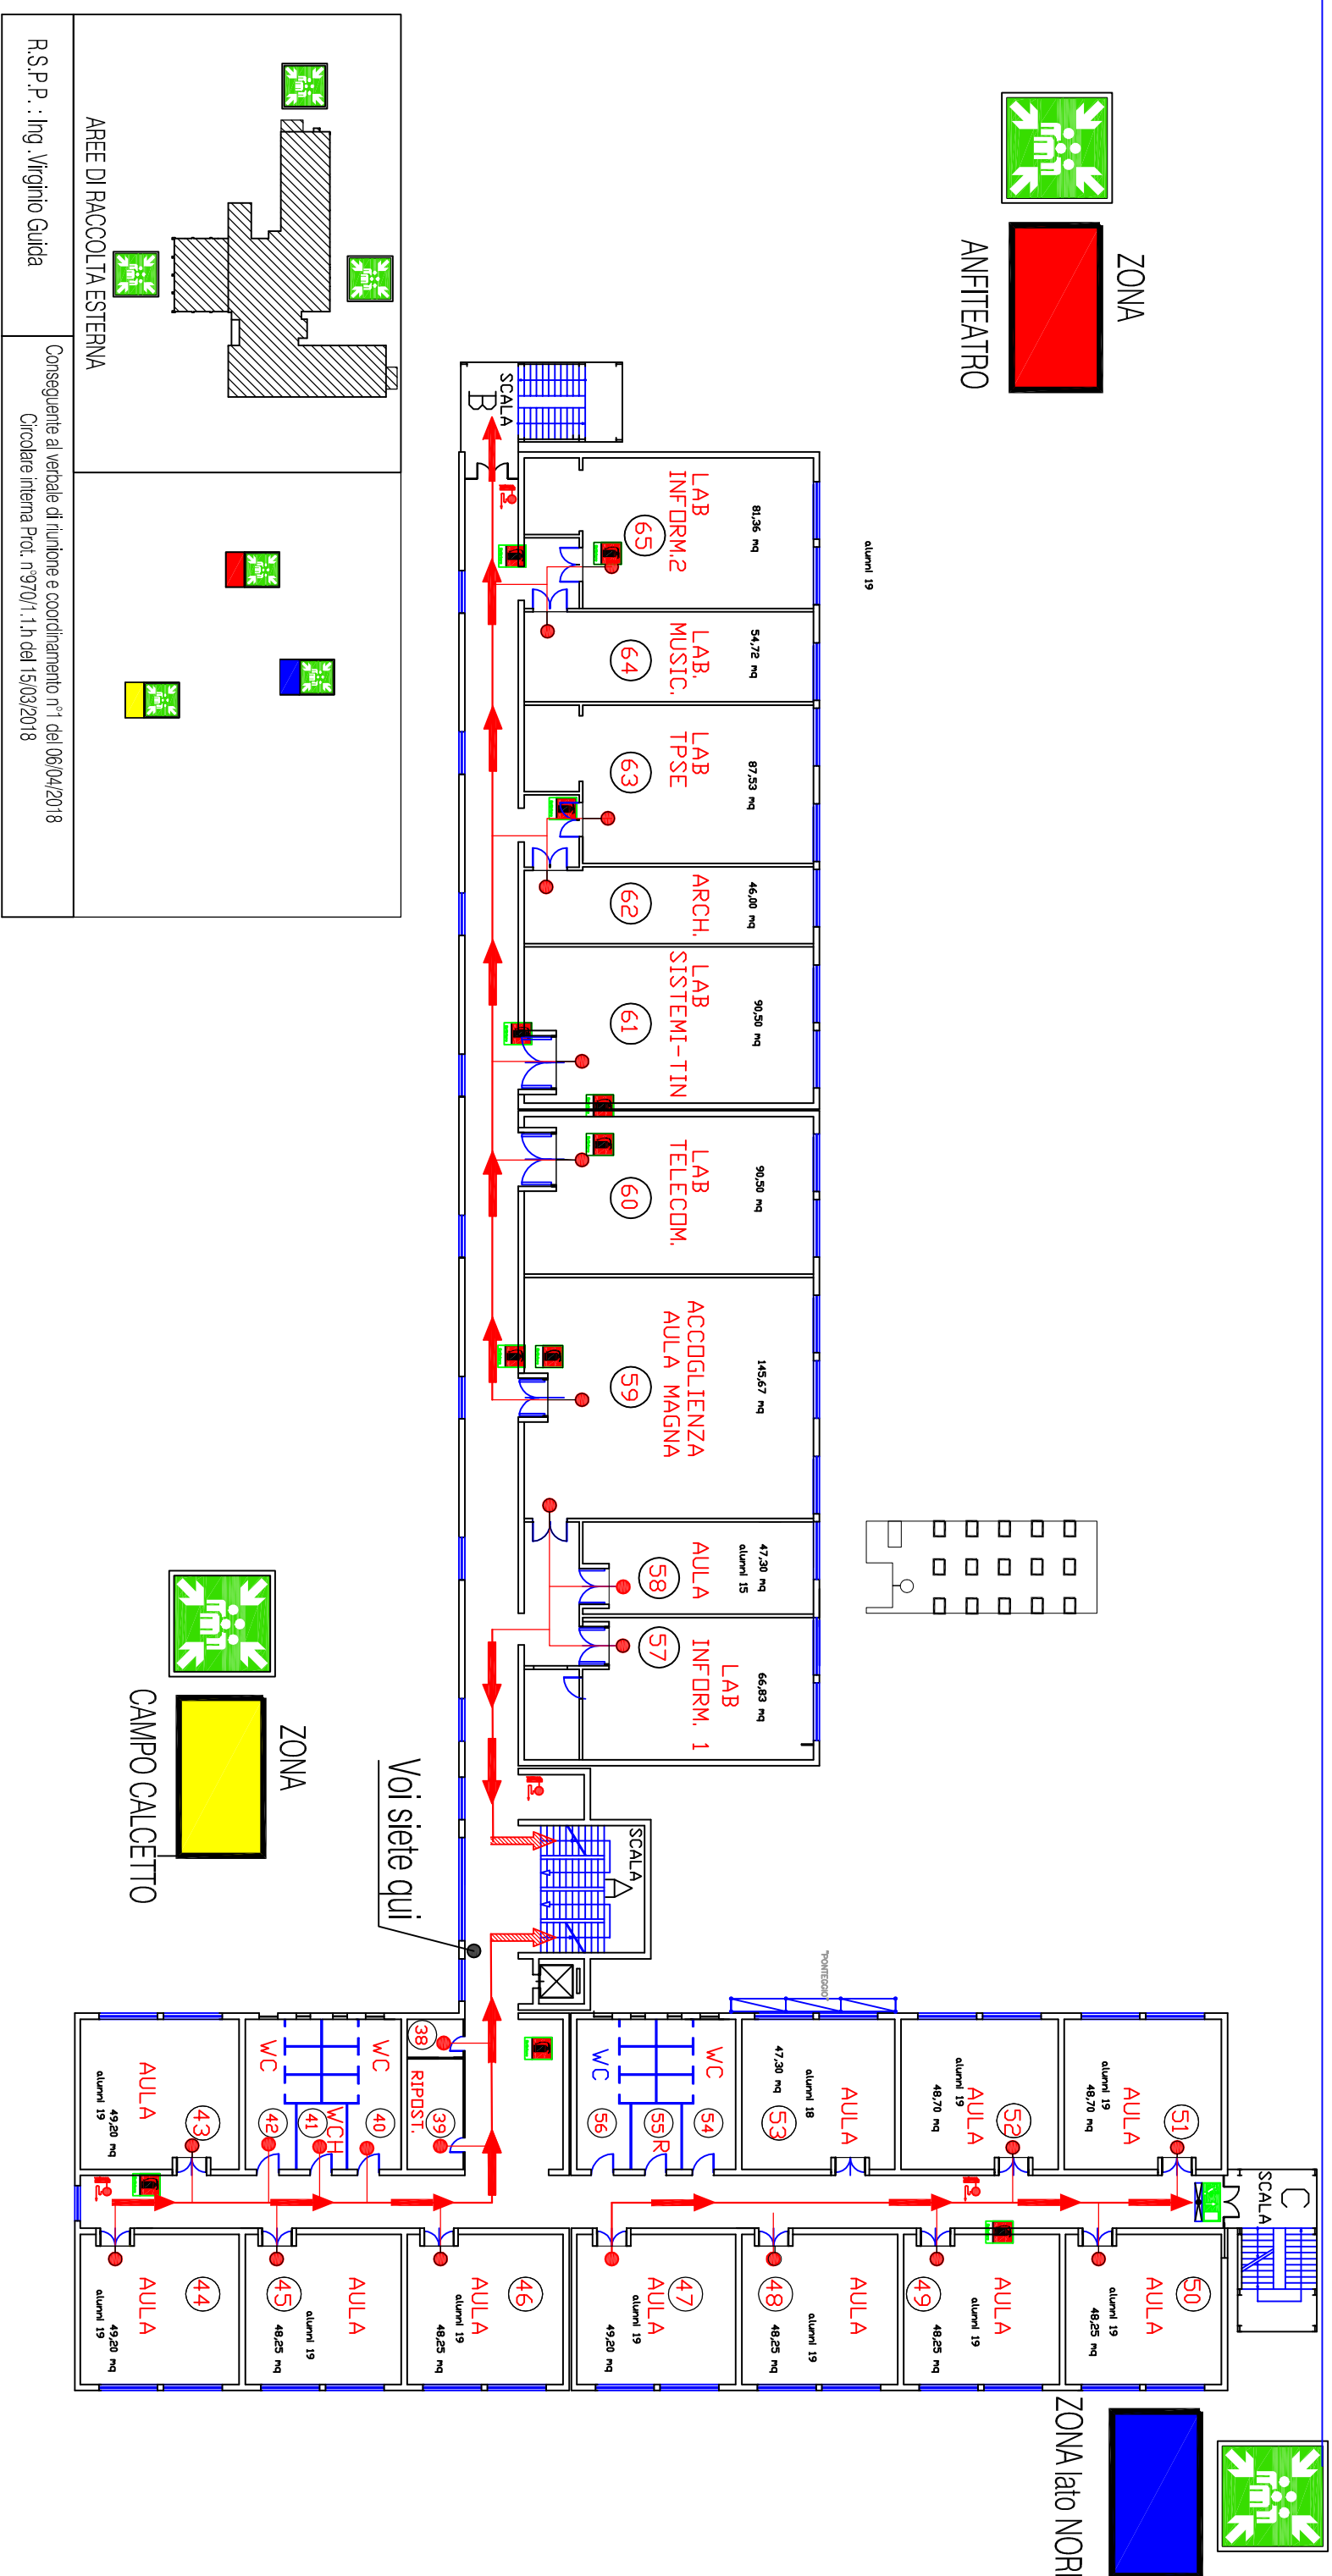 ZONA
ANFITEATRO
AREE DI RACCOLTA ESTERNA
R.S.P.P. : Ing .Virginio Guida
Conseguente al verbale di riunione e coordinamento n°1 del 06/04/2018
Circolare interna Prot. n°970/1.1.h del 15/03/2018
SCALA
B
81,36 mq
LAB
INFORM.2
65
alunni 19
54,72 mq
LAB.
MUSIC.
64
87,53 mq
LAB
TPSE
63
46,00 mq
ARCH.
62
90,50 mq
LAB
SISTEMI-TIN
61
90,50 mq
LAB
TELECOM.
60
145,67 mq
ACCOGLIENZA
AULA MAGNA
59
47,30 mq
alunni 15
AULA
58
66,83 mq
LAB
INFORM. 1
57
SCALA
A
Voi siete qui
ZONA
CAMPO CALCETTO
"PONTEGGIO"
C
SCALA
51
AULA
alunni 19
48,70 mq
52
AULA
alunni 19
48,70 mq
53
AULA
alunni 18
47,30 mq
WC
54
R
55
WC
56
38
39
RIPOST.
WC
40
WCH
41
WC
42
43
AULA
alunni 19
49,20 mq
44
AULA
49,20 mq
alunni 19
45
AULA
alunni 19
48,25 mq
46
AULA
alunni 19
48,25 mq
47
AULA
alunni 19
49,20 mq
48
AULA
alunni 19
48,25 mq
49
AULA
alunni 19
48,25 mq
50
AULA
alunni 19
48,25 mq
ZONA lato NOR